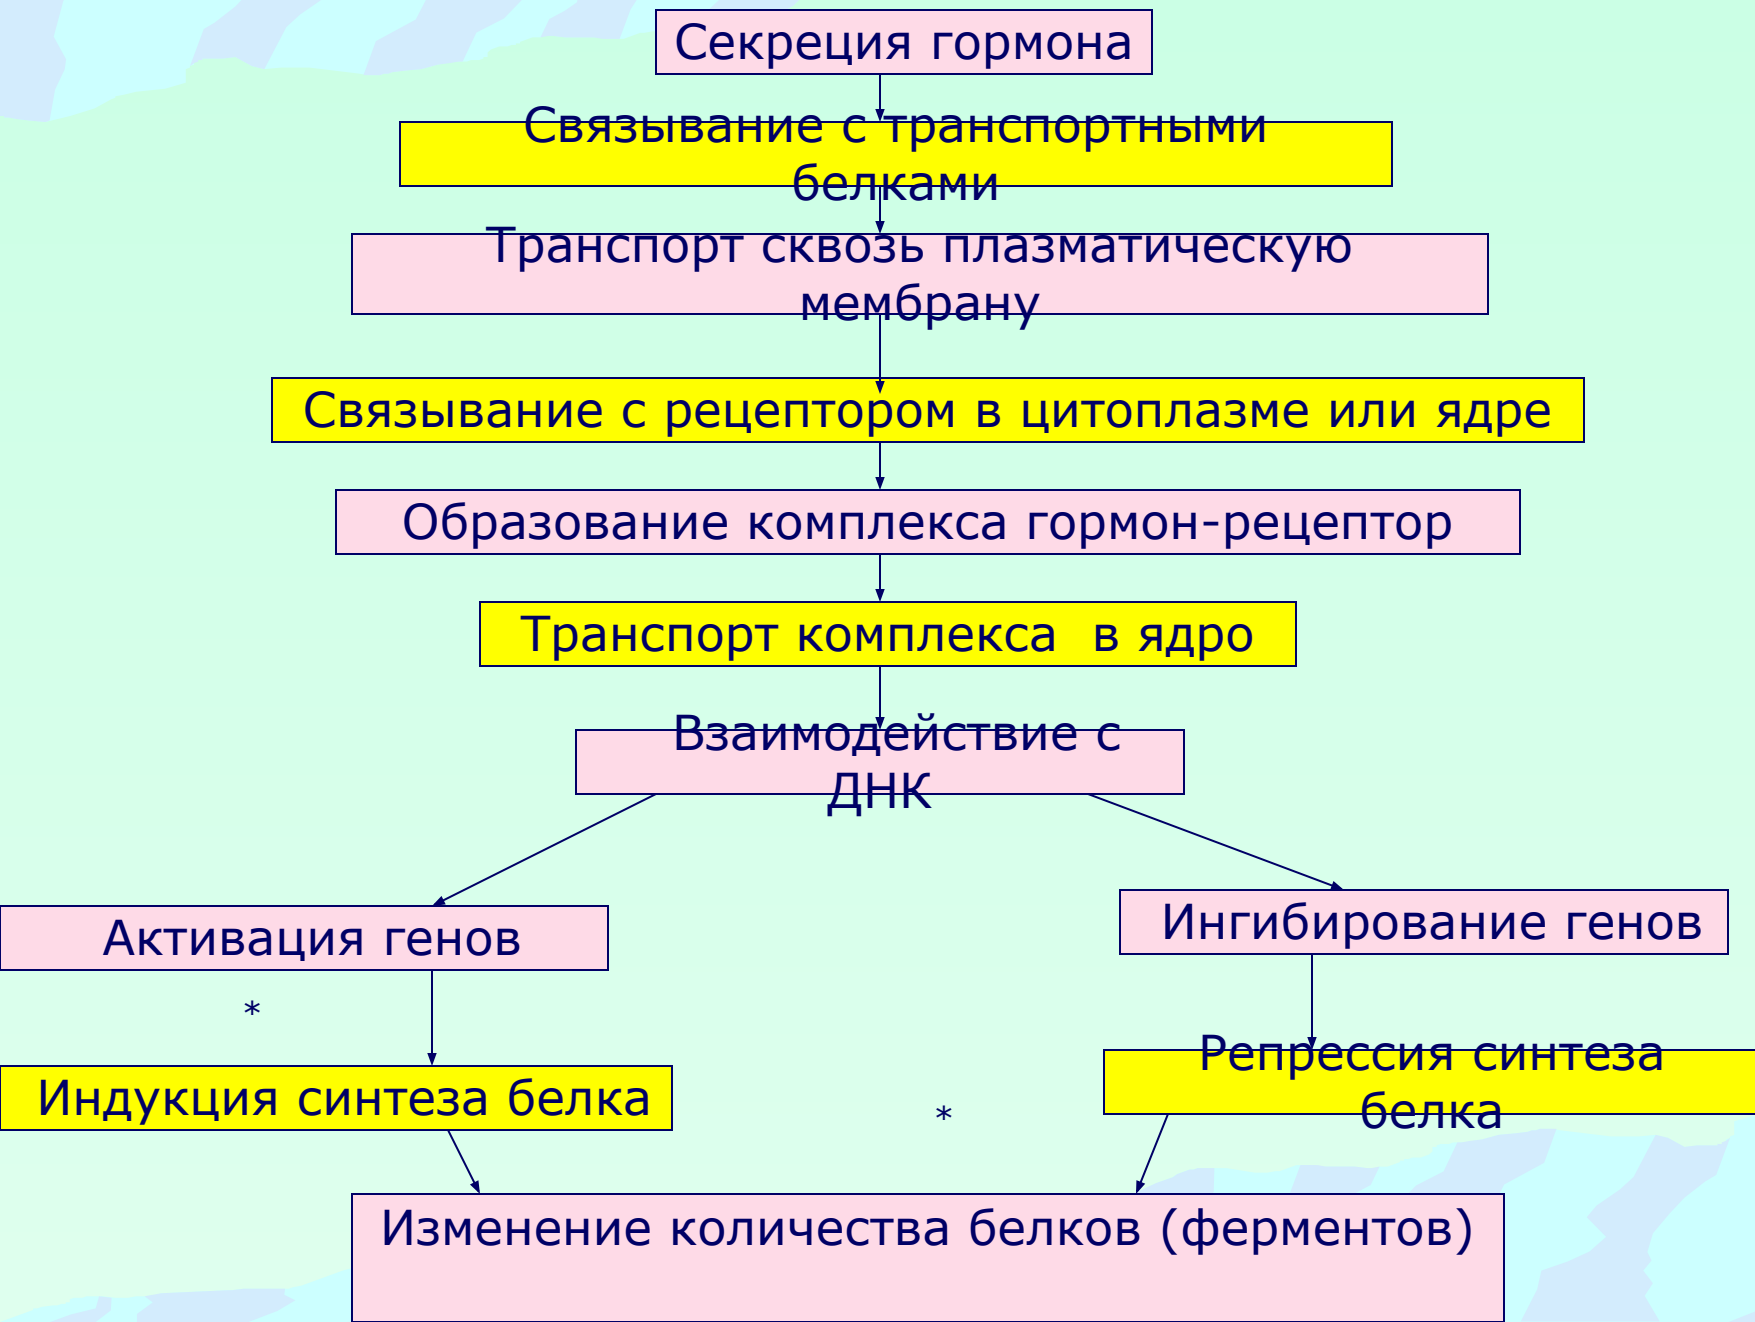 Секреция гормона
Связывание с транспортными
белками
Транспорт сквозь плазматическую
мембрану
Связывание с рецептором в цитоплазме или ядре
Образование комплекса гормон-рецептор
Транспорт комплекса в ядро
Взаимодействие с
ДНК
Активация генов
Ингибирование генов
*
Индукция синтеза белка
Репрессия синтеза
белка
*
Изменение количества белков (ферментов)